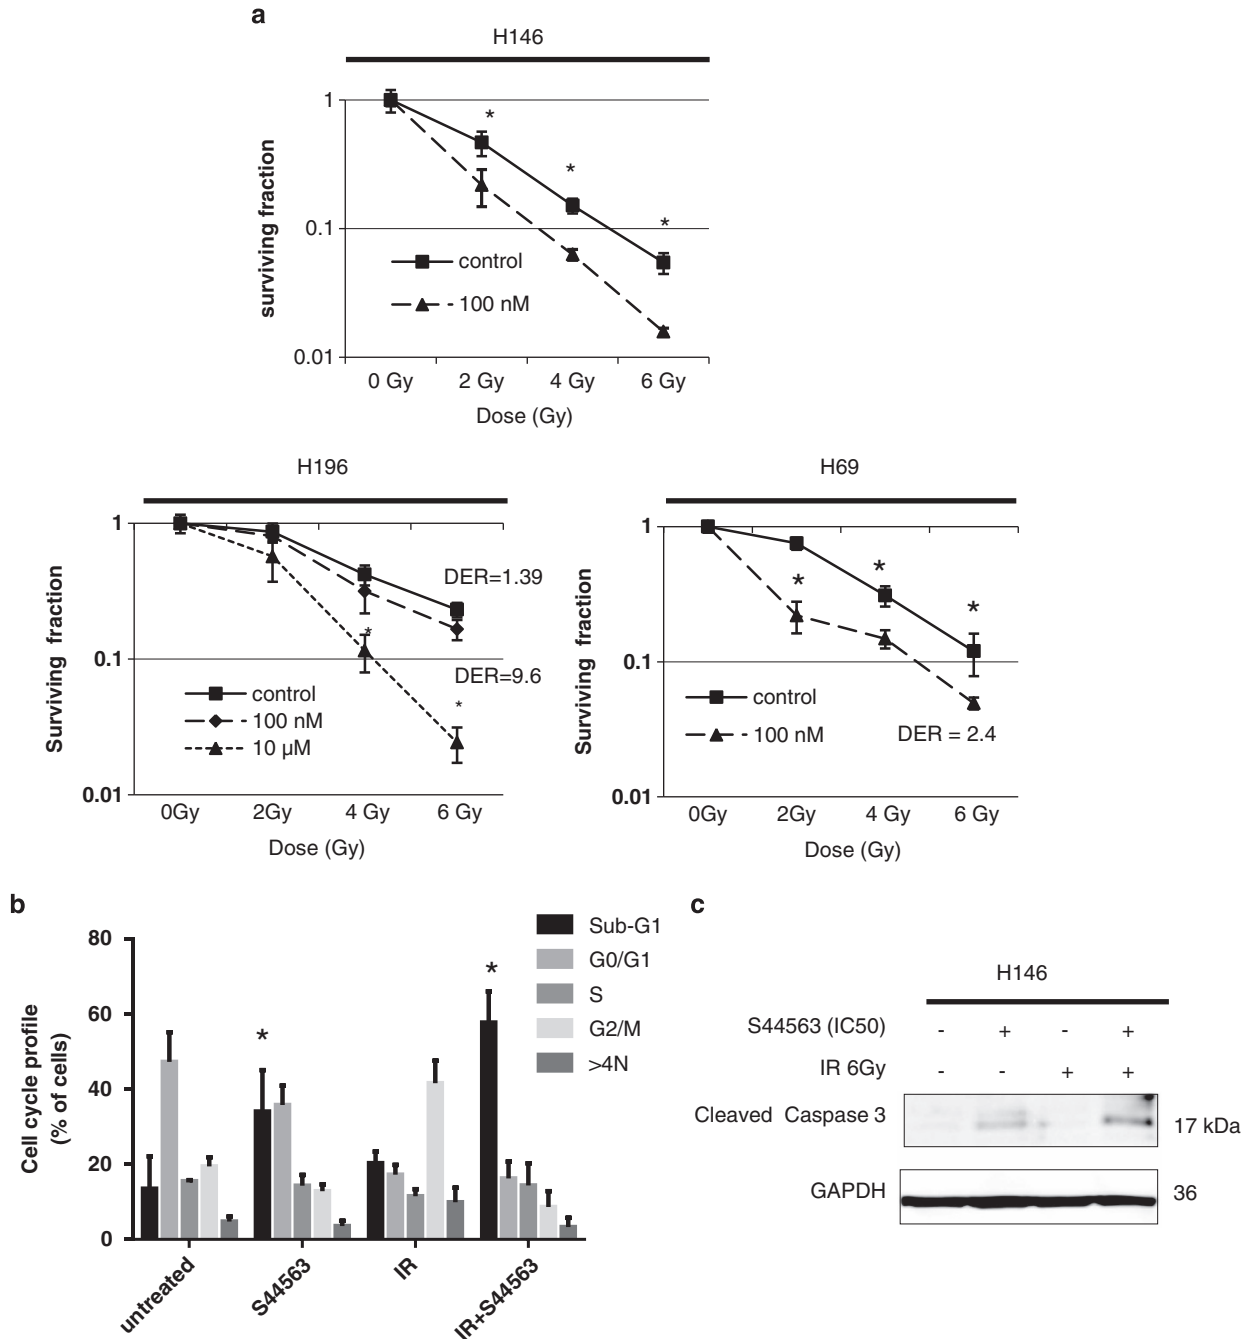 a
H146
1
0.1
0.01
surviving fraction
control
100 nM
0 Gy 2 Gy 4 Gy 6 Gy
Dose (Gy)
*
*
*
H196
1
0.1
0.01
Surviving fraction
DER=1.39
DER=9.6
*
*
control
100 nM
10 µM
0Gy 2Gy 4 Gy 6 Gy
Dose (Gy)
H69
1
0.1
0.01
Surviving fraction
*
*
*
control
100 nM
DER = 2.4
0Gy 2Gy 4 Gy 6 Gy
Dose (Gy)
b
80
60
40
20
0
Cell cycle profile
(% of cells)
*
*
Sub-G1
G0/G1
S
G2/M
>4N
untreated
S44563
IR
IR+S44563
c
H146
S44563 (IC50) - + - +
IR 6Gy - - + +
Cleaved Caspase 3
17 kDa
GAPDH
36